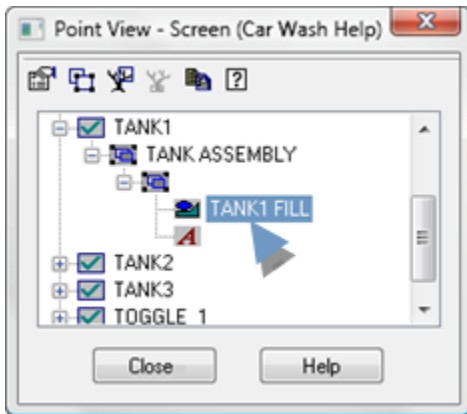 Point View - Screen (Car Wash Help)
TANK1
TANK ASSEMBLY
TANK1 FILL
A
TANK2
TANK3
TOGGLE_1
Close
Help